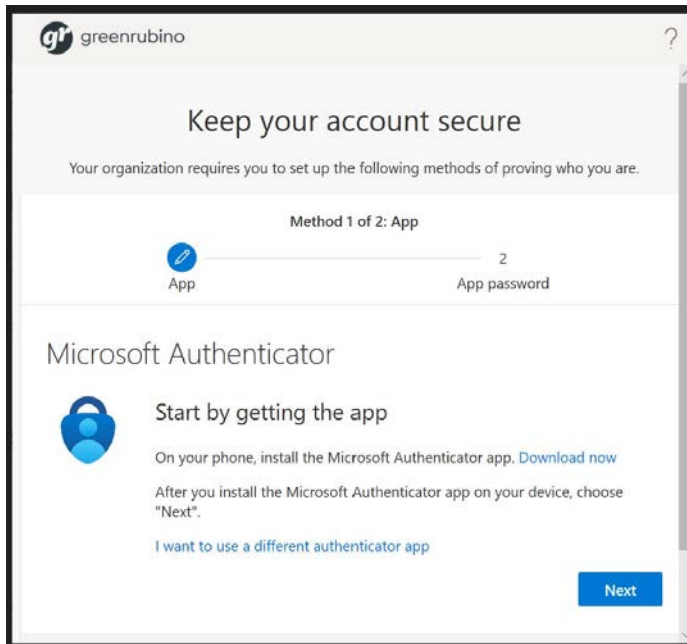 gr greenrubino
?
Keep your account secure
Your organization requires you to set up the following methods of proving who you are.
Method 1 of 2: App
2
App
App password
Microsoft Authenticator
Start by getting the app
On your phone, install the Microsoft Authenticator app. Download now
After you install the Microsoft Authenticator app on your device, choose
"Next".
I want to use a different authenticator app
Next